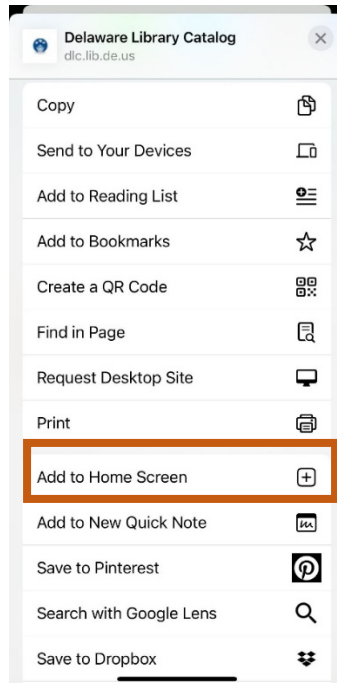 Delaware Library Catalog
dlc.lib.de.us
Copy
Send to Your Devices
Add to Reading List
Add to Bookmarks
Create a QR Code
Find in Page
Request Desktop Site
Print
Add to Home Screen
Add to New Quick Note
Save to Pinterest
Search with Google Lens
Save to Dropbox